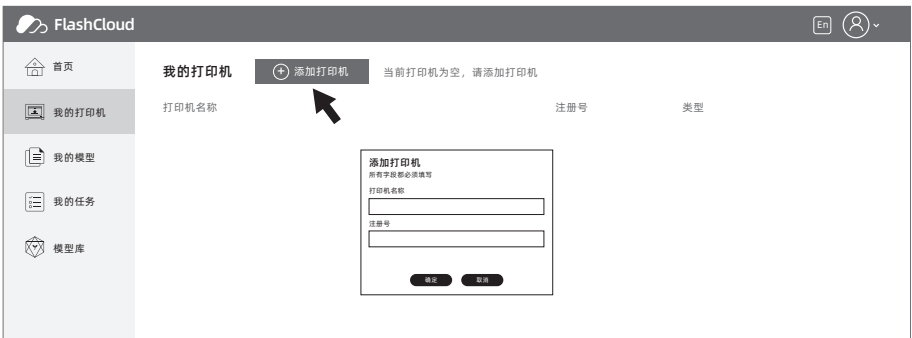 FlashCloud
En
首页
我的打印机
我的模型
我的任务
模型库
我的打印机
添加打印机
当前打印机为空，请添加打印机
打印机名称
注册号
类型
添加打印机
所有字段都必须填写
打印机名称
注册号
确定
取消